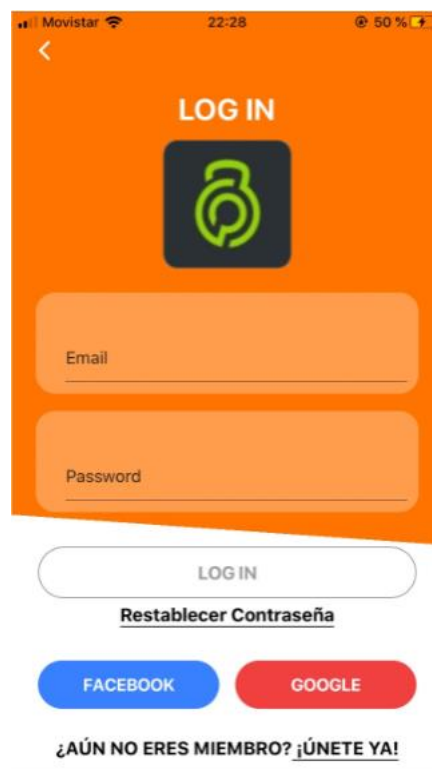 Movistar 22:28 50 %
LOG IN
Email
Password
LOG IN
Restablecer Contraseña
FACEBOOK GOOGLE
¿AÚN NO ERES MIEMBRO? ¡ÚNETE YA!